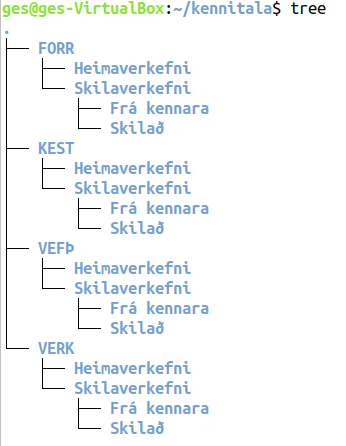 ges@ges-VirtualBox:~/kennitala$ tree
.
├── FORR
│   ├── Heimaverkefni
│   └── Skilaverkefni
│       ├── Frá kennara
│       └── Skilað
├── KEST
│   ├── Heimaverkefni
│   └── Skilaverkefni
│       ├── Frá kennara
│       └── Skilað
├── VEFÞ
│   ├── Heimaverkefni
│   └── Skilaverkefni
│       ├── Frá kennara
│       └── Skilað
└── VERK
    ├── Heimaverkefni
    └── Skilaverkefni
        ├── Frá kennara
        └── Skilað